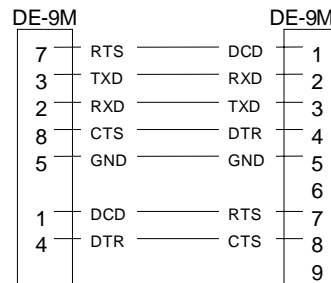 DE-9M DE-9M
7 RTS DCD 1
3 TXD RXD 2
2 RXD TXD 3
8 CTS DTR 4
5 GND GND 5
6
1 DCD RTS 7
4 DTR CTS 8
9